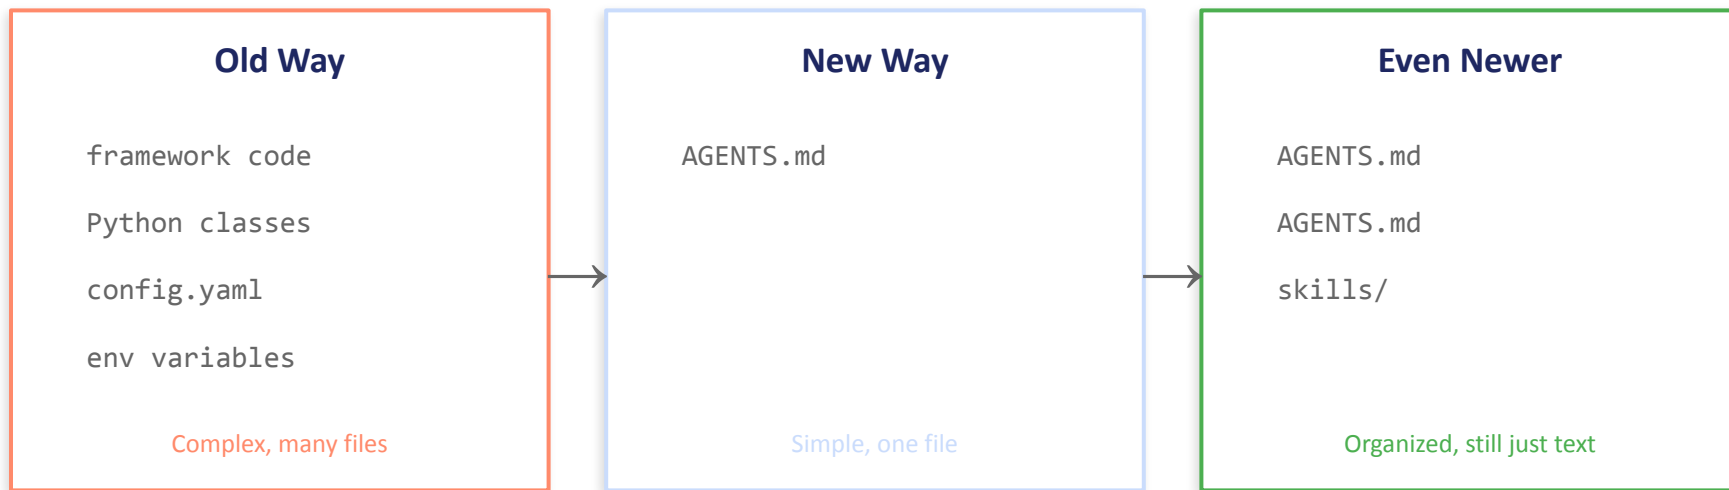 Old Way
framework code
Python classes
config.yaml
env variables
Complex, many files
New Way
AGENTS.md
Simple, one file
Even Newer
AGENTS.md
AGENTS.md
skills/
Organized, still just text